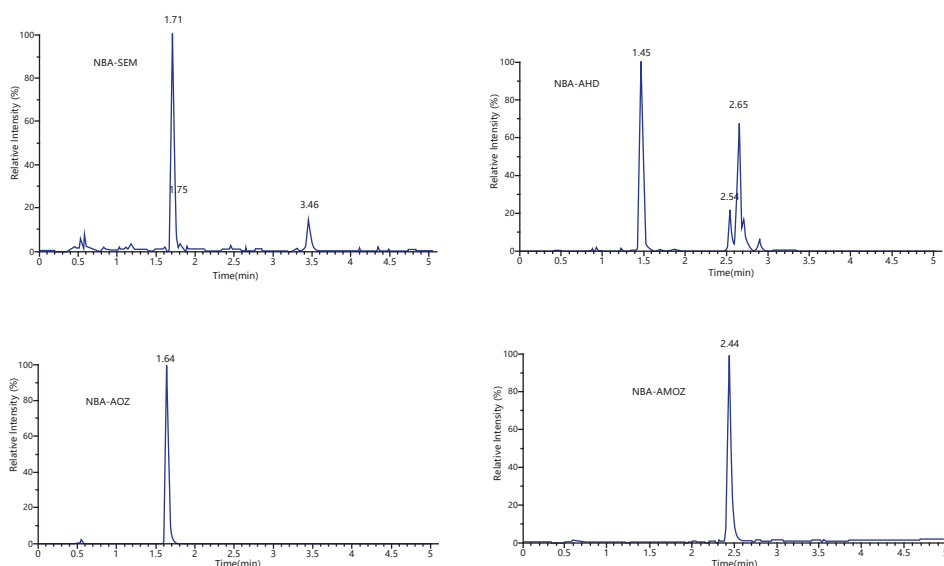 1.71
100
NBA-SEM
80
60
40
1.75
20
3.46
0
0 0.5 1 1.5 2 2.5 3 3.5 4 4.5 5
Time(min)
Relative Intensity (%)
1.45
100
NBA-AHD
80
2.65
60
40
2.54
20
0
0 0.5 1 1.5 2 2.5 3 3.5 4 4.5 5
Time(min)
Relative Intensity (%)
1.64
100
NBA-AOZ
80
60
40
20
0
0 0.5 1 1.5 2 2.5 3 3.5 4 4.5 5
Time(min)
Relative Intensity (%)
2.44
100
NBA-AMOZ
80
60
40
20
0
0 0.5 1 1.5 2 2.5 3 3.5 4 4.5
Time(min)
Relative Intensity (%)